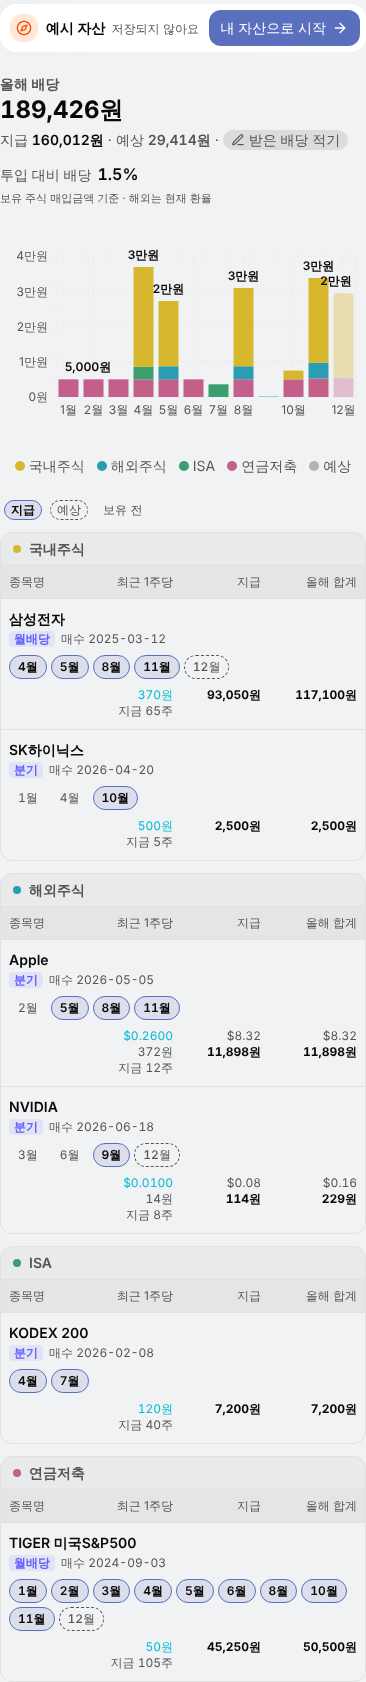 예시 자산 저장되지 않아요 내 자산으로 시작 →
올해 배당
189,426원
지급 160,012원 · 예상 29,414원 · 받은 배당 적기
투입 대비 배당 1.5%
보유 주식 매입금액 기준 · 해외는 현재 환율
4만원
3만원
2만원
1만원
0원
5,000원
3만원
2만원
3만원
3만원
2만원
1월 2월 3월 4월 5월 6월 7월 8월 10월 12월
국내주식 해외주식 ISA 연금저축 예상
지급 예상 보유 전
국내주식
종목명 최근 1주당 지급 올해 합계
삼성전자
월배당 매수 2025-03-12
4월 5월 8월 11월 12월
370원 93,050원 117,100원
지금 65주
SK하이닉스
분기 매수 2026-04-20
1월 4월 10월
500원 2,500원 2,500원
지금 5주
해외주식
종목명 최근 1주당 지급 올해 합계
Apple
분기 매수 2026-05-05
2월 5월 8월 11월
$0.2600 $8.32 $8.32
372원 11,898원 11,898원
지금 12주
NVIDIA
분기 매수 2026-06-18
3월 6월 9월 12월
$0.0100 $0.08 $0.16
14원 114원 229원
지금 8주
ISA
종목명 최근 1주당 지급 올해 합계
KODEX 200
분기 매수 2026-02-08
4월 7월
120원 7,200원 7,200원
지금 40주
연금저축
종목명 최근 1주당 지급 올해 합계
TIGER 미국S&P500
월배당 매수 2024-09-03
1월 2월 3월 4월 5월 6월 8월 10월
11월 12월
50원 45,250원 50,500원
지금 105주